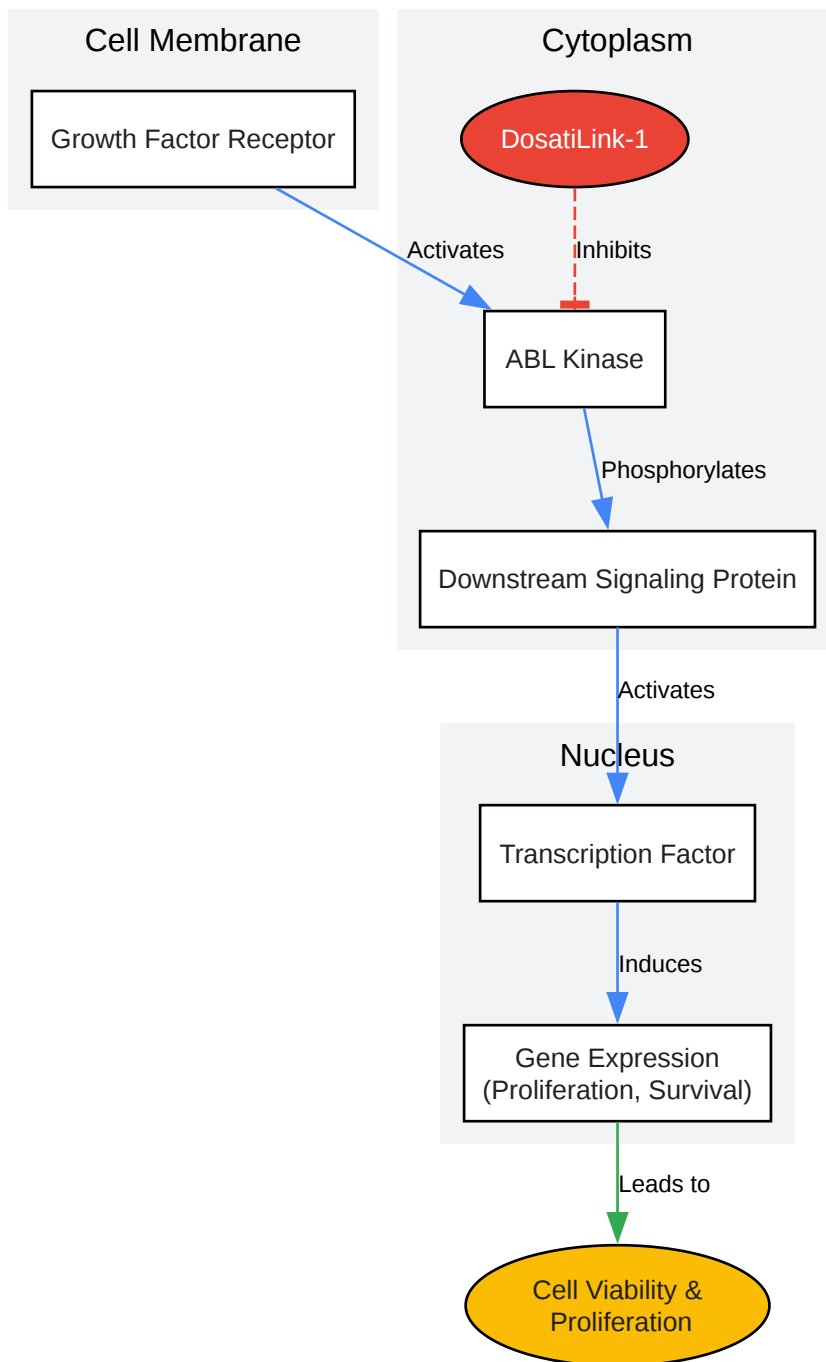 Cell Membrane
Growth Factor Receptor
Cytoplasm
DosatiLink-1
Activates
Inhibits
ABL Kinase
Phosphorylates
Downstream Signaling Protein
Activates
Nucleus
Transcription Factor
Induces
Gene Expression
(Proliferation, Survival)
Leads to
Cell Viability &
Proliferation